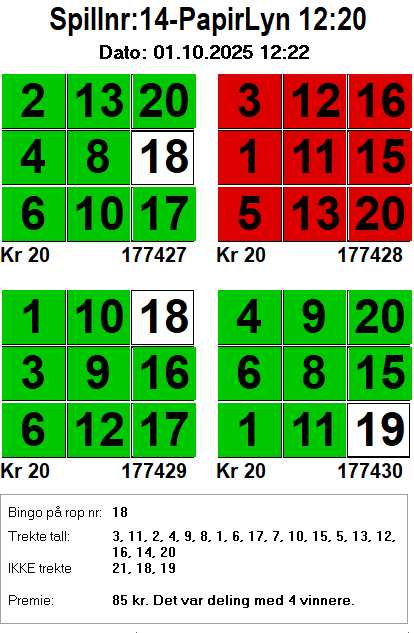 Spillnr:14-PapirLyn 12:20
Dato: 01.10.2025 12:22
2 13 20 3 12 16
4 8 18 1 11 15
6 10 17 5 13 20
Kr 20 177427 Kr 20 177428
1 10 18 4 9 20
3 9 16 6 8 15
6 12 17 1 11 19
Kr 20 177429 Kr 20 177430
Bingo på rop nr: 18
Trekte tall: 3, 11, 2, 4, 9, 8, 1, 6, 17, 7, 10, 15, 5, 13, 12,
16, 14, 20
IKKE trekte 21, 18, 19
Premie: 85 kr. Det var deling med 4 vinnere.